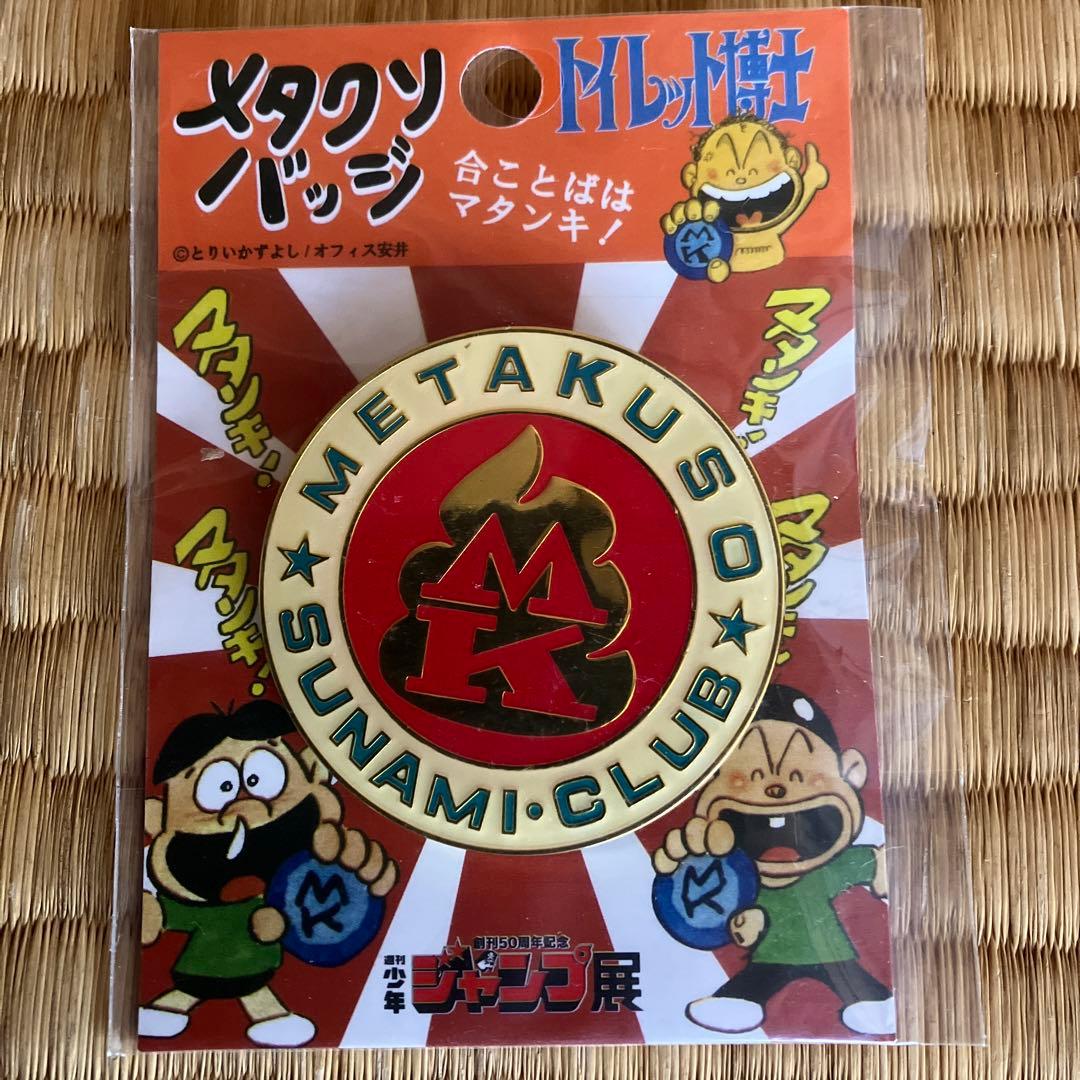 メタクソ
バッジ
トイレット博士
合ことばは
マタンキ!
©とりいかずよし/オフィス安井
マタンキ!
マタンキ!
マタンキ!
マタンキ!
★METAKUSO★
SUNAMI・CLUB
MK
MK
MK
MK
創刊50周年記念
週刊
少年
ジャンプ展